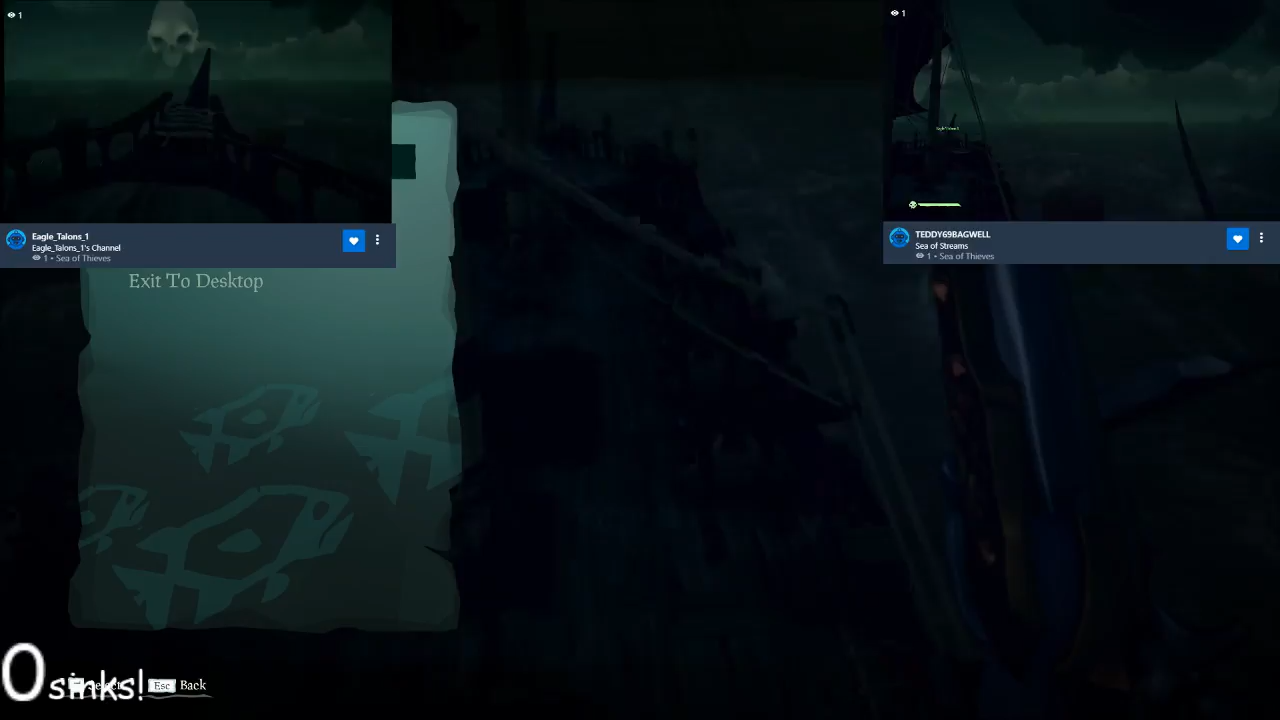 1
Eagle_Talons_1
Eagle_Talons_1's Channel
1 • Sea of Thieves
1
TEDDY69BAGWELL
Sea of Streams
1 • Sea of Thieves
Exit To Desktop
0 sinks!
Esc Back